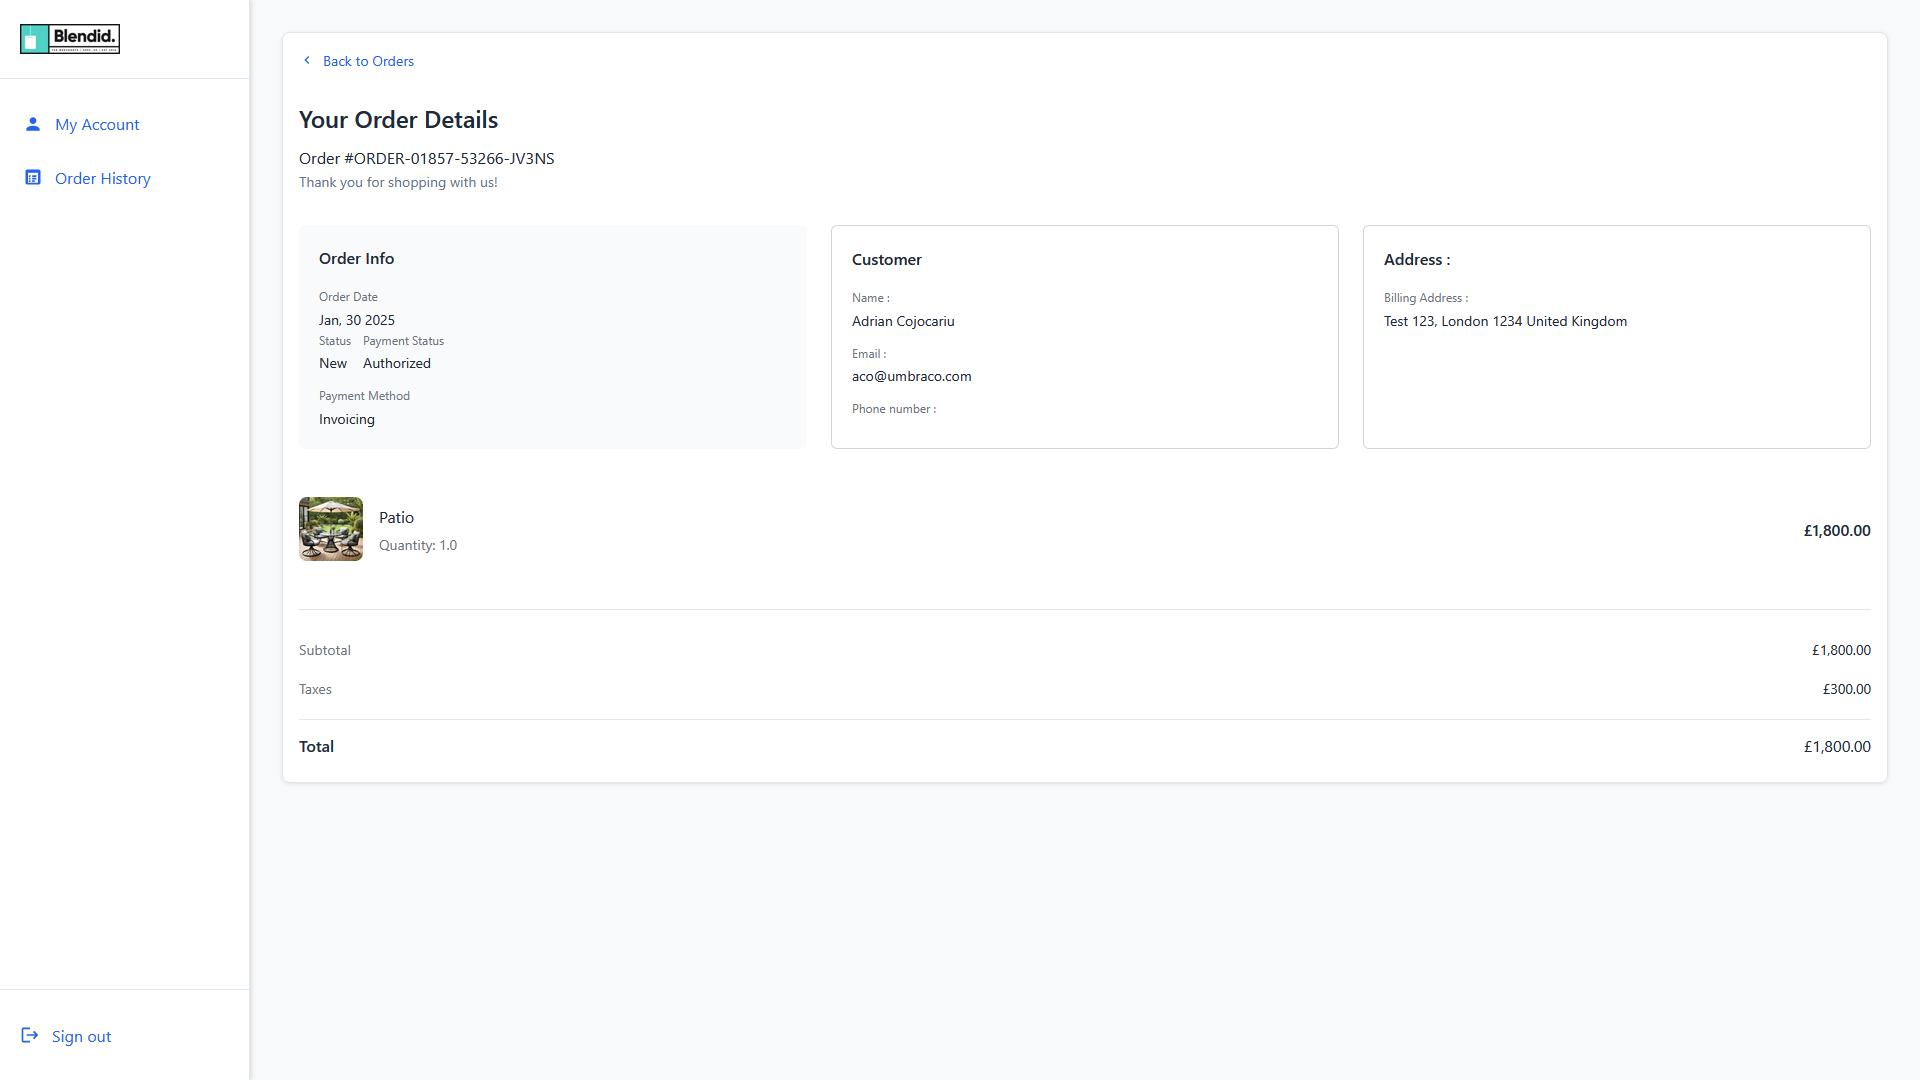 Blendid.
My Account
Order History
Sign out
Back to Orders
Your Order Details
Order #ORDER-01857-53266-JV3NS
Thank you for shopping with us!
Order Info
Order Date
Jan, 30 2025
Status Payment Status
New Authorized
Payment Method
Invoicing
Customer
Name :
Adrian Cojocariu
Email :
aco@umbraco.com
Phone number :
Address :
Billing Address :
Test 123, London 1234 United Kingdom
Patio
Quantity: 1.0
£1,800.00
Subtotal £1,800.00
Taxes £300.00
Total £1,800.00